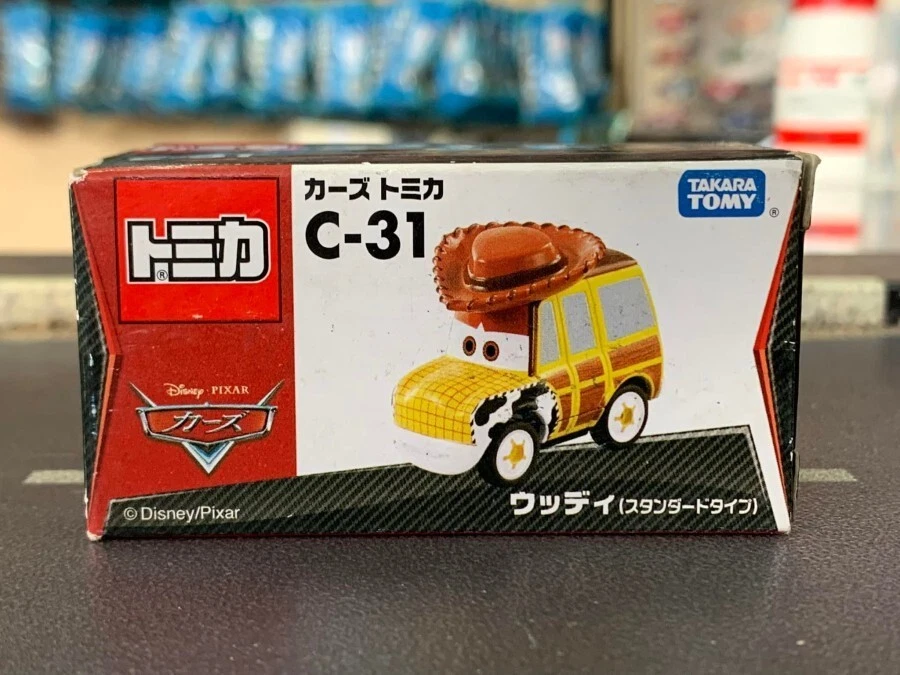 トミカ®
Disney · PIXAR
カーズ
© Disney/Pixar
カーズ トミカ
C-31
TAKARA
TOMY®
ウッディ(スタンダードタイプ)